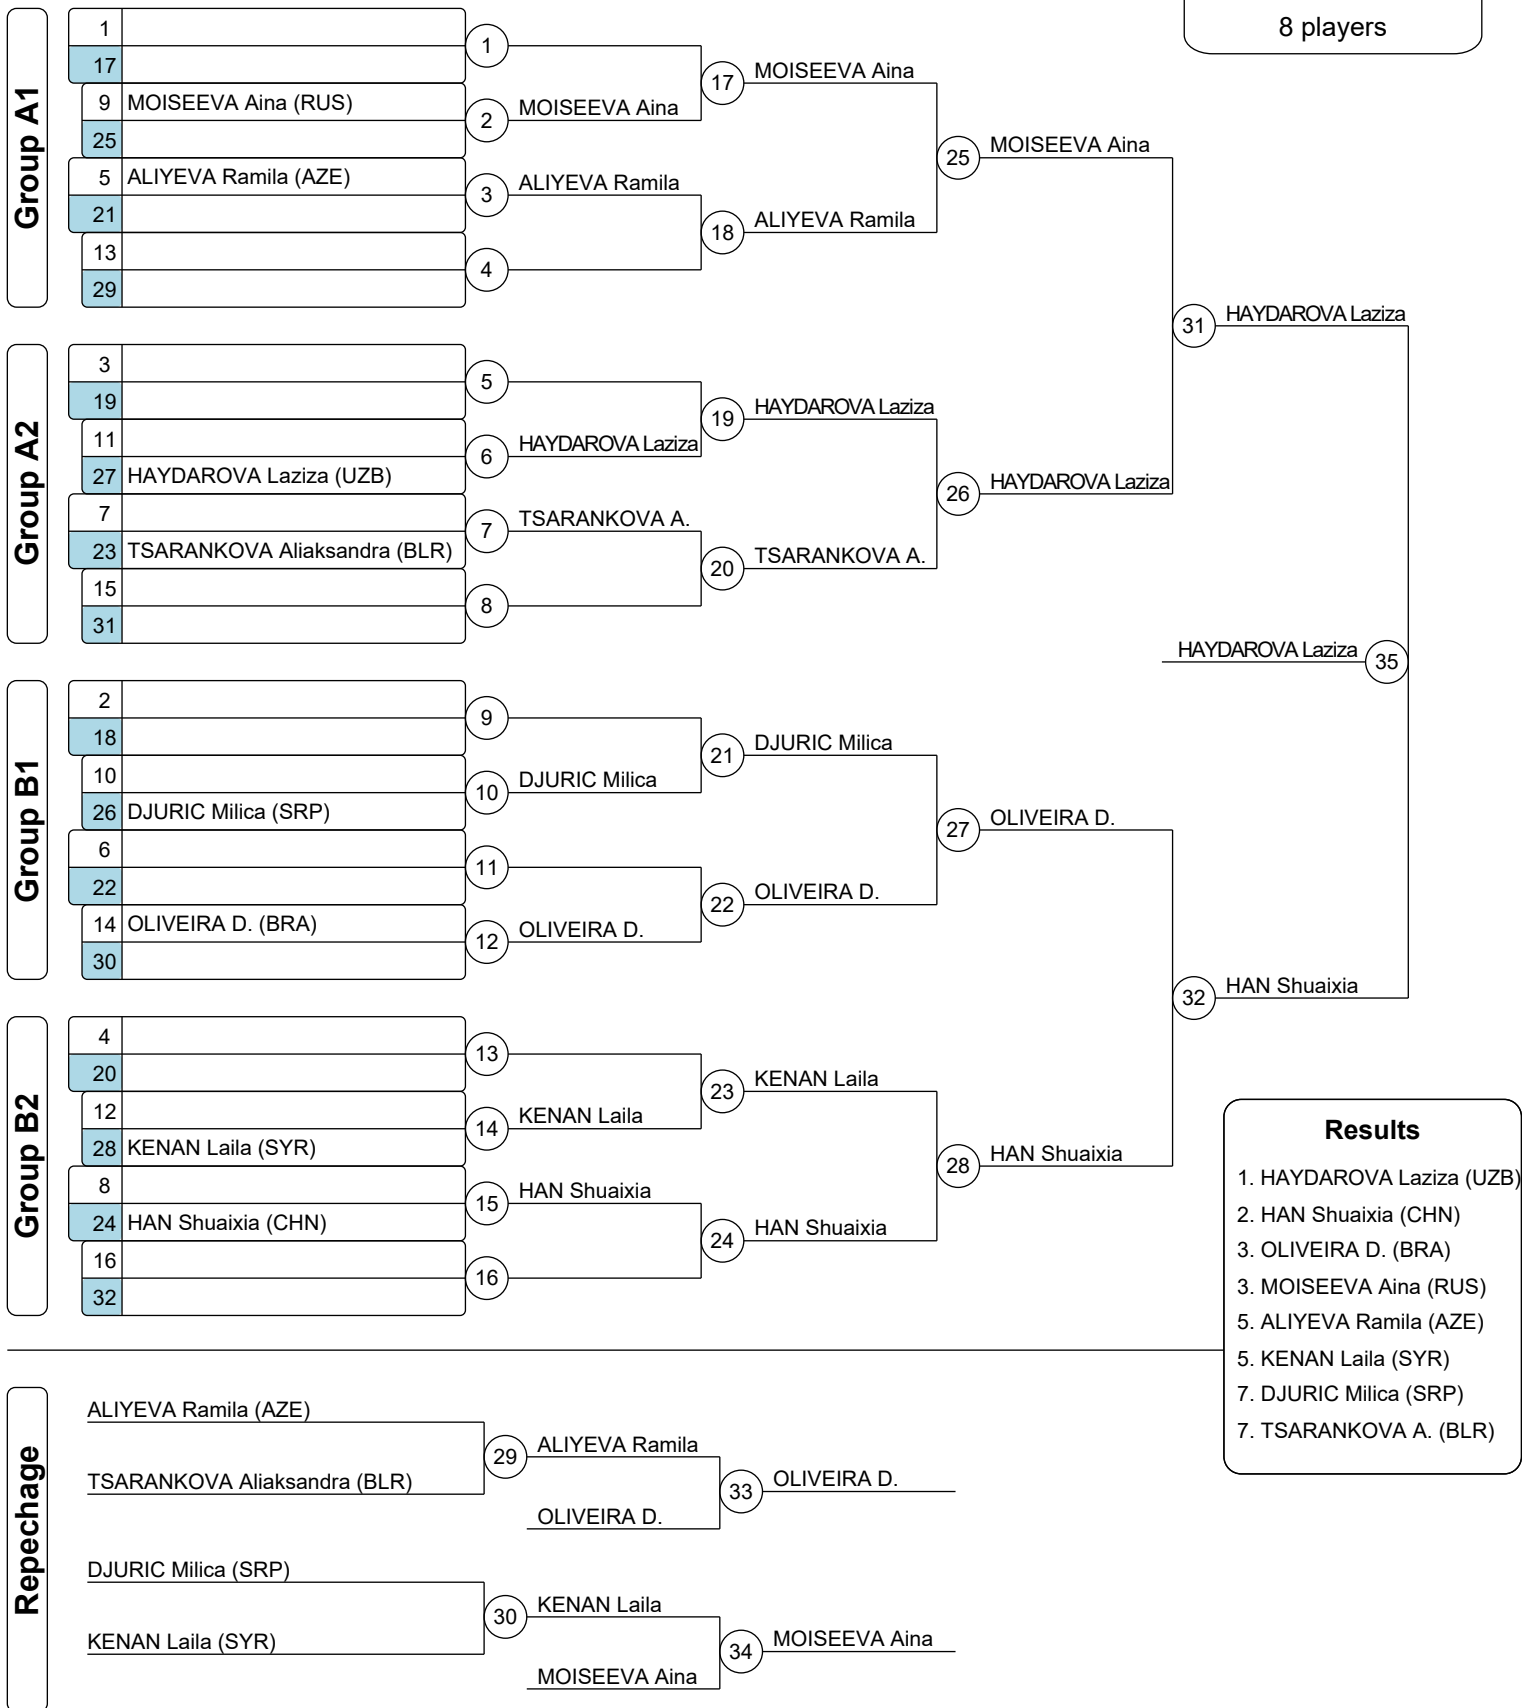 8 players
Group A1
1
17
9 MOISEEVA Aina (RUS)
25
5 ALIYEVA Ramila (AZE)
21
13
29
1
2 MOISEEVA Aina
3 ALIYEVA Ramila
4
17 MOISEEVA Aina
18 ALIYEVA Ramila
25 MOISEEVA Aina
Group A2
3
19
11
27 HAYDAROVA Laziza (UZB)
7
23 TSARANKOVA Aliaksandra (BLR)
15
31
5
6 HAYDAROVA Laziza
7 TSARANKOVA A.
8
19 HAYDAROVA Laziza
20 TSARANKOVA A.
26 HAYDAROVA Laziza
31 HAYDAROVA Laziza
HAYDAROVA Laziza 35
Group B1
2
18
10
26 DJURIC Milica (SRP)
6
22
14 OLIVEIRA D. (BRA)
30
9
10 DJURIC Milica
11
12 OLIVEIRA D.
21 DJURIC Milica
22 OLIVEIRA D.
27 OLIVEIRA D.
Group B2
4
20
12
28 KENAN Laila (SYR)
8
24 HAN Shuaixia (CHN)
16
32
13
14 KENAN Laila
15 HAN Shuaixia
16
23 KENAN Laila
24 HAN Shuaixia
28 HAN Shuaixia
32 HAN Shuaixia
Results
1. HAYDAROVA Laziza (UZB)
2. HAN Shuaixia (CHN)
3. OLIVEIRA D. (BRA)
3. MOISEEVA Aina (RUS)
5. ALIYEVA Ramila (AZE)
5. KENAN Laila (SYR)
7. DJURIC Milica (SRP)
7. TSARANKOVA A. (BLR)
Repechage
ALIYEVA Ramila (AZE)
TSARANKOVA Aliaksandra (BLR)
29 ALIYEVA Ramila
OLIVEIRA D.
33 OLIVEIRA D.
DJURIC Milica (SRP)
KENAN Laila (SYR)
30 KENAN Laila
MOISEEVA Aina
34 MOISEEVA Aina